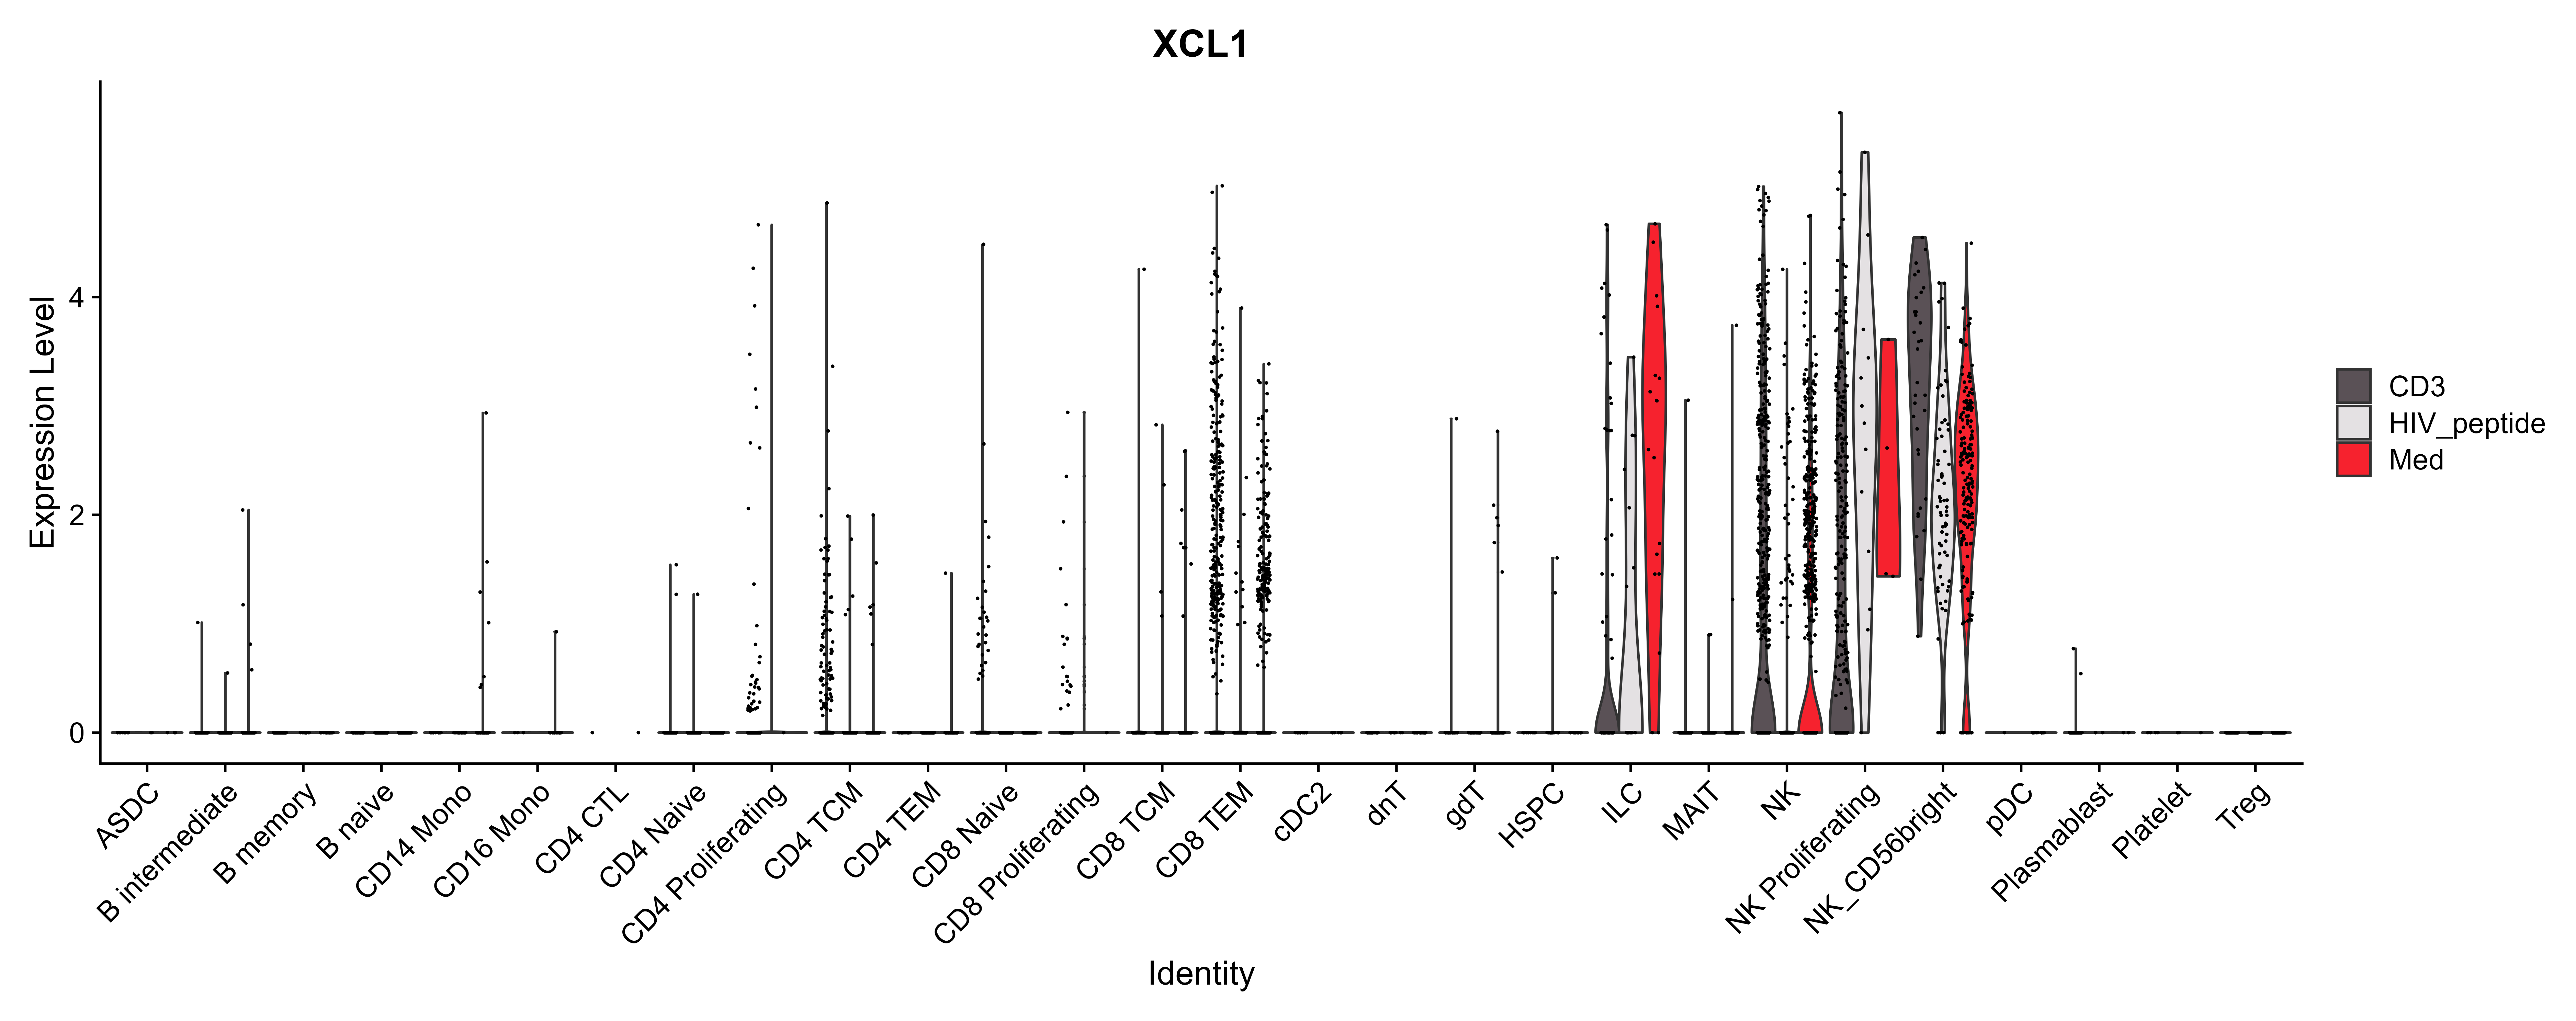 XCL1
Expression Level
4
2
0
ASDC
B intermediate
B memory
B naive
CD14 Mono
CD16 Mono
CD4 CTL
CD4 Naive
CD4 Proliferating
CD4 TCM
CD4 TEM
CD8 Naive
CD8 Proliferating
CD8 TCM
CD8 TEM
cDC2
dnT
gdT
HSPC
ILC
MAIT
NK
NK Proliferating
NK_CD56bright
pDC
Plasmablast
Platelet
Treg
Identity
CD3
HIV_peptide
Med